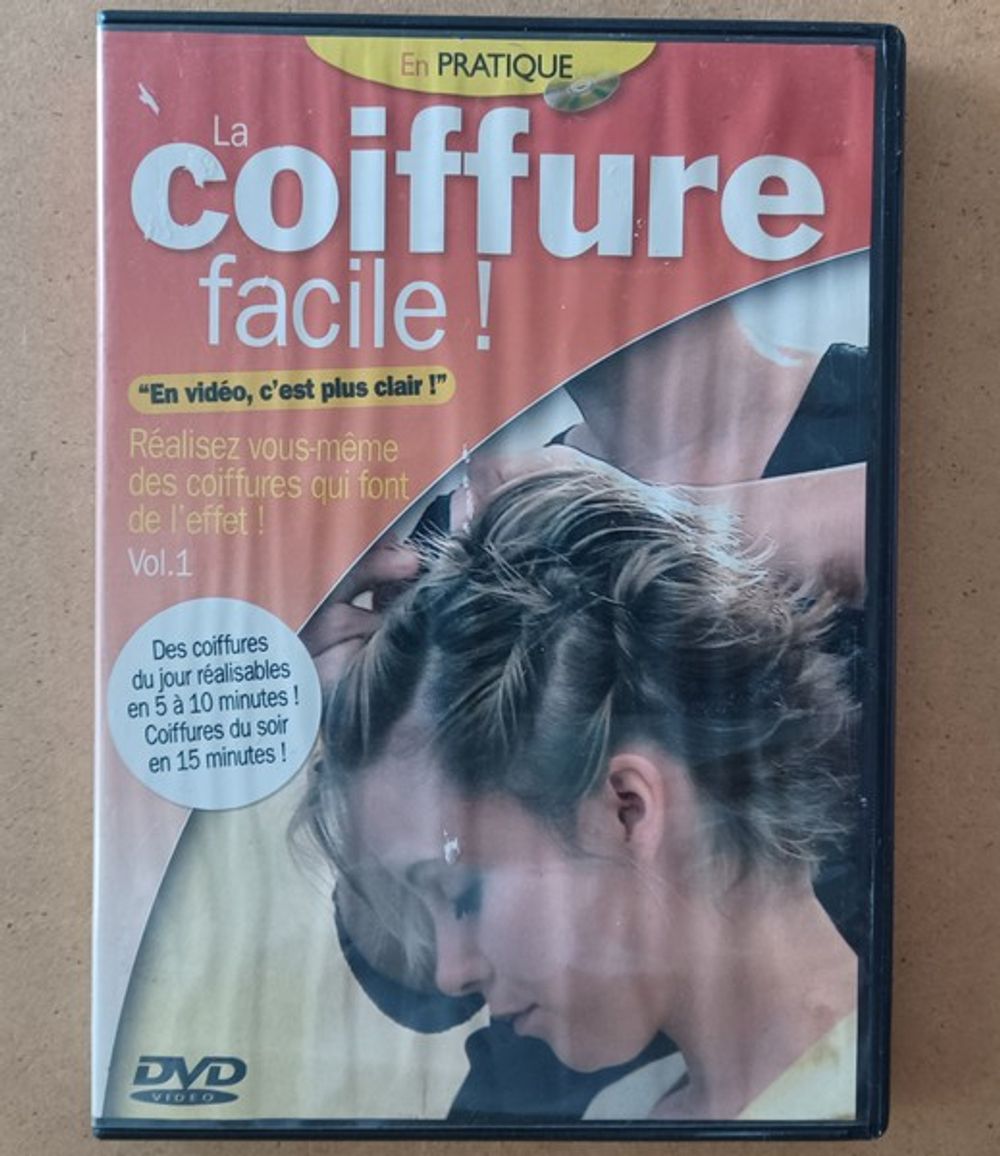 En PRATIQUE
La
coiffure
facile !
“En vidéo, c’est plus clair !”
Réalisez vous-même
des coiffures qui font
de l’effet !
Vol.1
Des coiffures
du jour réalisables
en 5 à 10 minutes !
Coiffures du soir
en 15 minutes !
DVD
VIDEO